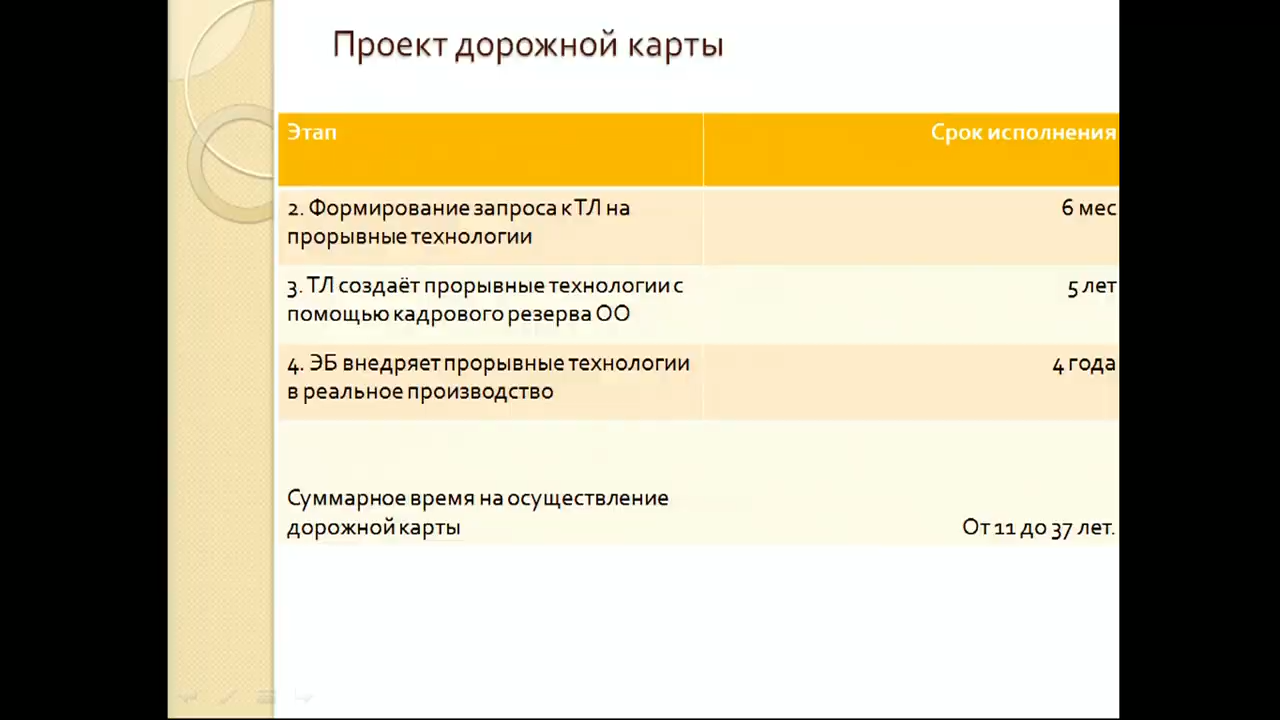 Проект дорожной карты
Этап
Срок исполнения
2. Формирование запроса к ТЛ на
прорывные технологии
6 мес
3. ТЛ создаёт прорывные технологии с
помощью кадрового резерва ОО
5 лет
4. ЭБ внедряет прорывные технологии
в реальное производство
4 года
Суммарное время на осуществление
дорожной карты
От 11 до 37 лет.